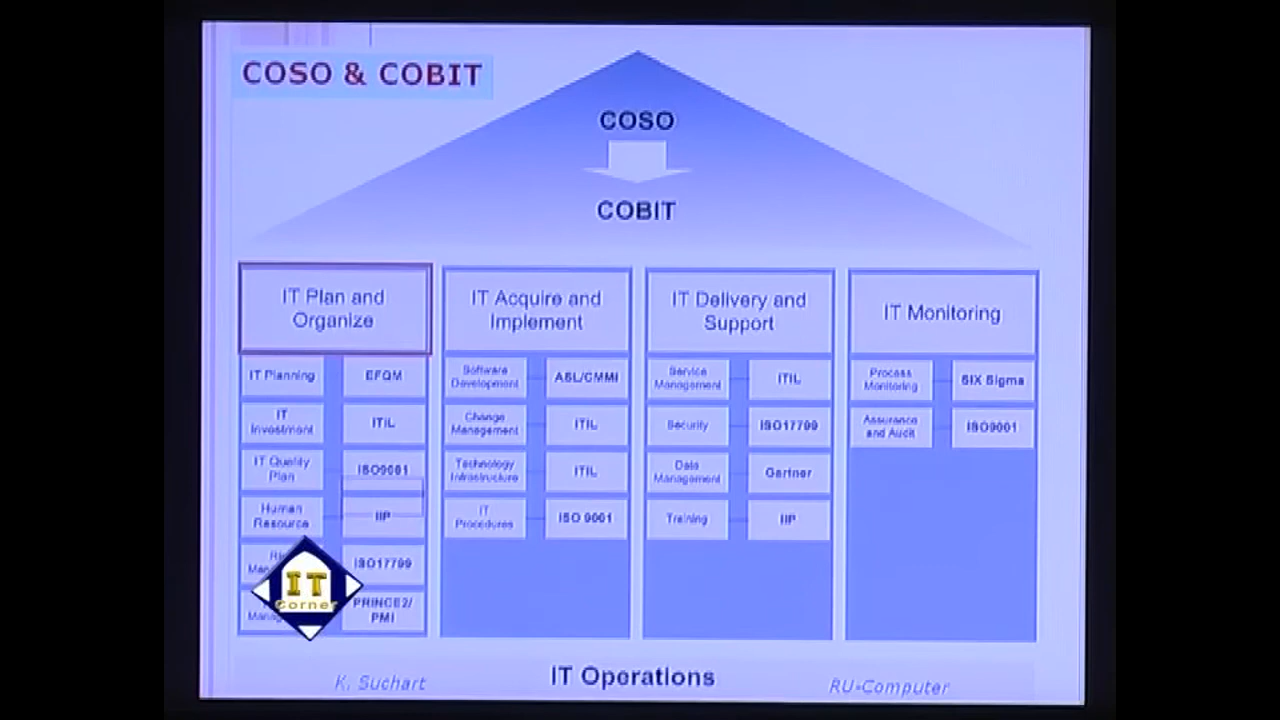 COSO & COBIT
COSO
COBIT
IT Plan and
Organize
IT Planning
EFQM
IT
Investment
ITIL
IT Quality
Plan
ISO9001
Human
Resource
IIP
ISO17799
PRINCE2/
PMI
IT Acquire and
Implement
Software
Development
ASL/CMMI
Change
Management
ITIL
Technology
Infrastructure
ITIL
IT
Procedures
ISO 9001
IT Delivery and
Support
Service
Management
ITIL
Security
ISO17799
Data
Management
Gartner
Training
IIP
IT Monitoring
Process
Monitoring
SIX Sigma
Assurance
and Audit
ISO9001
IT
Corner
IT Operations
K. Suchart
RU-Computer